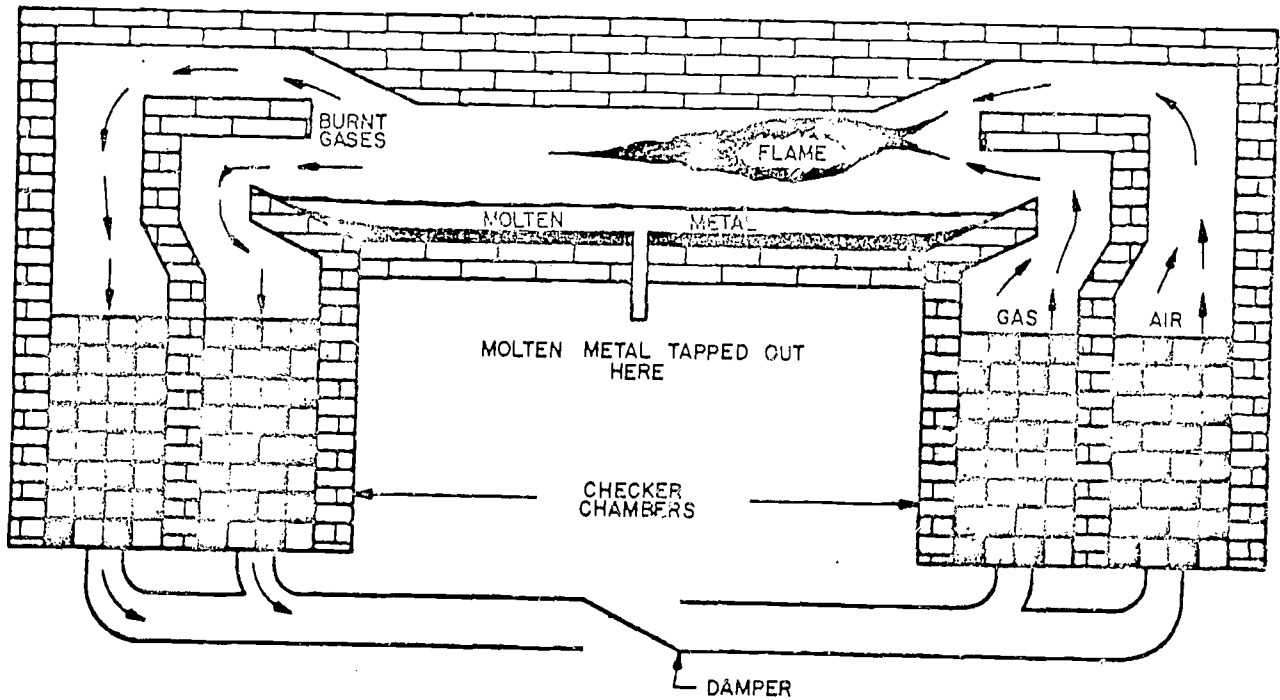 BURNT
GASES
FLAME
MOLTEN METAL
GAS
AIR
MOLTEN METAL TAPPED OUT
HERE
CHECKER
CHAMBERS
DAMPER